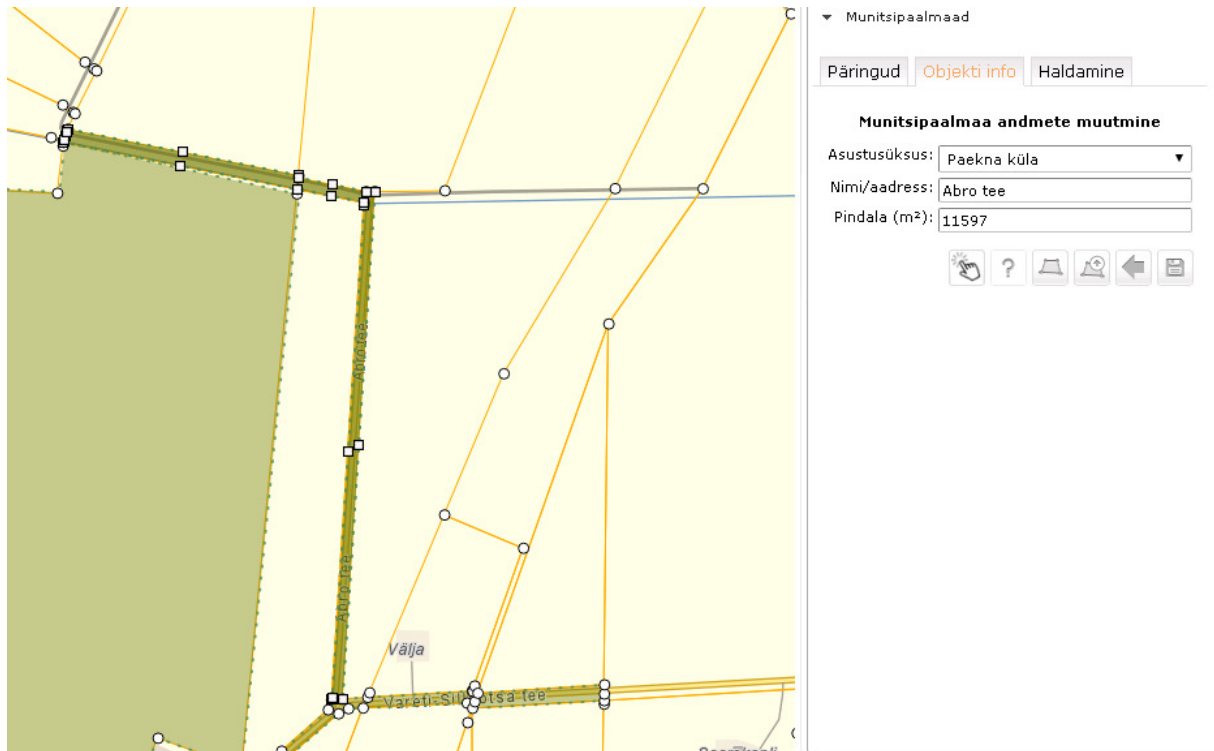 Munitsipaalmaad
Päringud Objekti info Haldamine
Munitsipaalmaa andmete muutmine
Asustusüksus: Paekna küla
Nimi/aadress: Abro tee
Pindala (m²): 11597
?
Abro tee
Abro tee
Välja